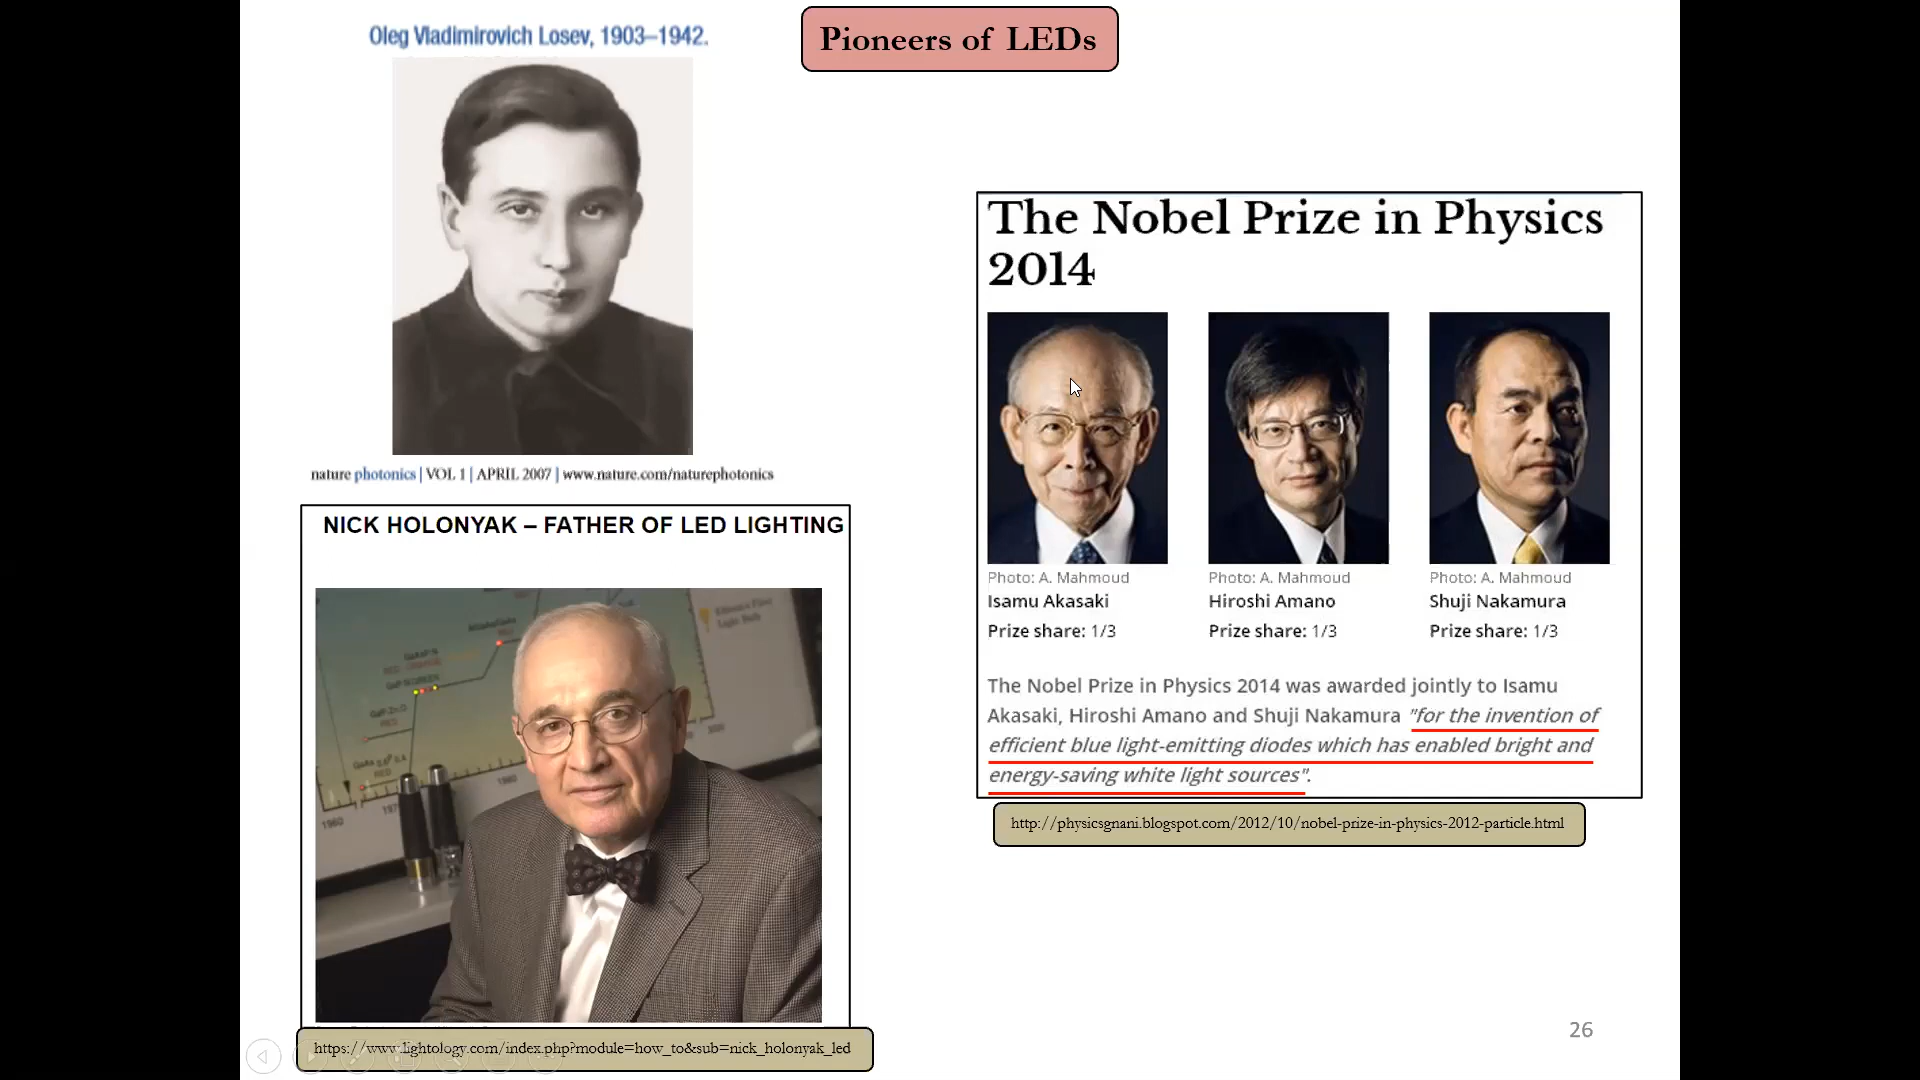 Pioneers of LEDs
Oleg Vladimirovich Losev, 1903–1942.
nature photonics | VOL 1 | APRIL 2007 | www.nature.com/naturephotonics
NICK HOLONYAK – FATHER OF LED LIGHTING
RED
1960
1980
https://www.lightology.com/index.php?module=how_to&sub=nick_holonyak_led
The Nobel Prize in Physics
2014
Photo: A. Mahmoud
Isamu Akasaki
Prize share: 1/3
Photo: A. Mahmoud
Hiroshi Amano
Prize share: 1/3
Photo: A. Mahmoud
Shuji Nakamura
Prize share: 1/3
The Nobel Prize in Physics 2014 was awarded jointly to Isamu
Akasaki, Hiroshi Amano and Shuji Nakamura "for the invention of
efficient blue light-emitting diodes which has enabled bright and
energy-saving white light sources".
http://physicsgnani.blogspot.com/2012/10/nobel-prize-in-physics-2012-particle.html
26